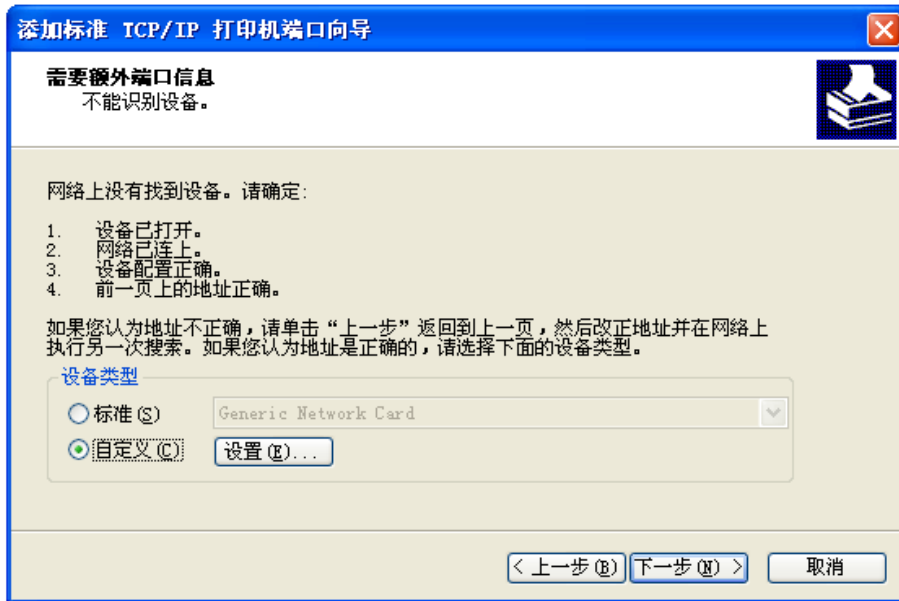 添加标准 TCP/IP 打印机端口向导
需要额外端口信息
不能识别设备。
网络上没有找到设备。请确定:
1. 设备已打开。
2. 网络已连上。
3. 设备配置正确。
4. 前一页上的地址正确。
如果您认为地址不正确，请单击“上一步”返回到上一页，然后改正地址并在网络上
执行另一次搜索。如果您认为地址是正确的，请选择下面的设备类型。
设备类型
标准(S) Generic Network Card
自定义(C) 设置(E)...
< 上一步(B) 下一步(N) > 取消